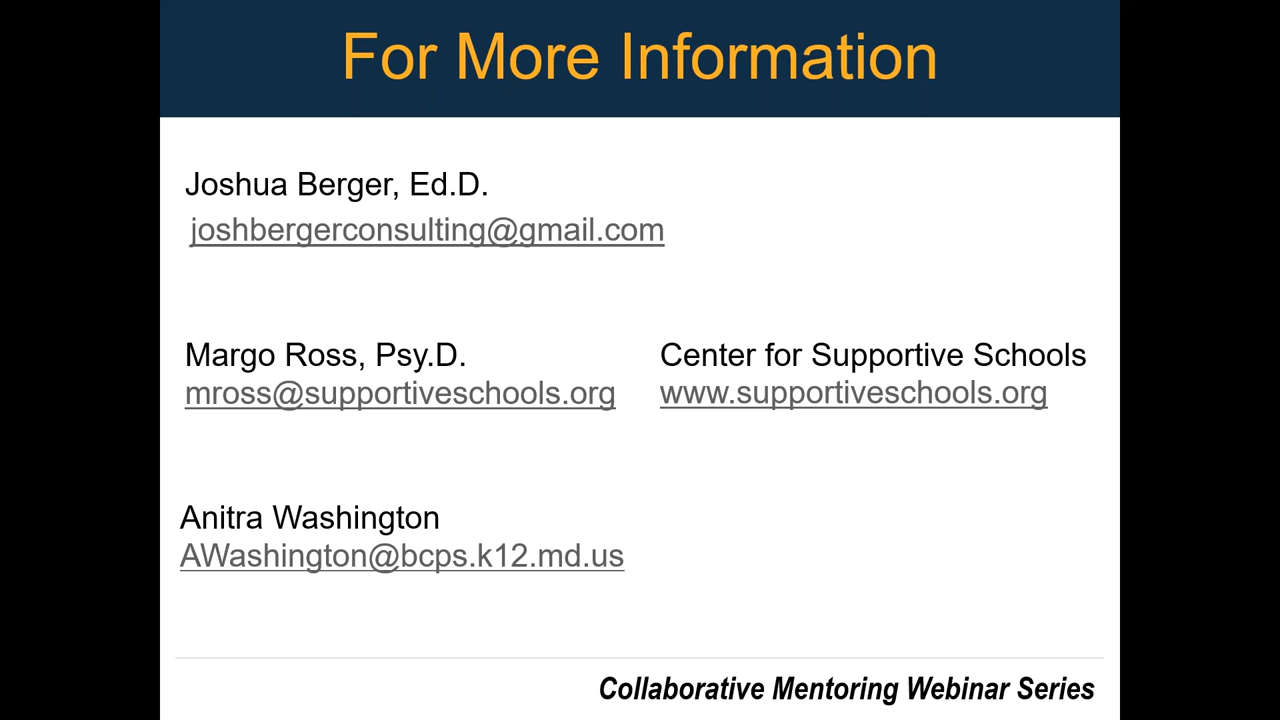 For More Information
Joshua Berger, Ed.D.
joshbergerconsulting@gmail.com
Margo Ross, Psy.D.
mross@supportiveschools.org
Center for Supportive Schools
www.supportiveschools.org
Anitra Washington
AWashington@bcps.k12.md.us
Collaborative Mentoring Webinar Series